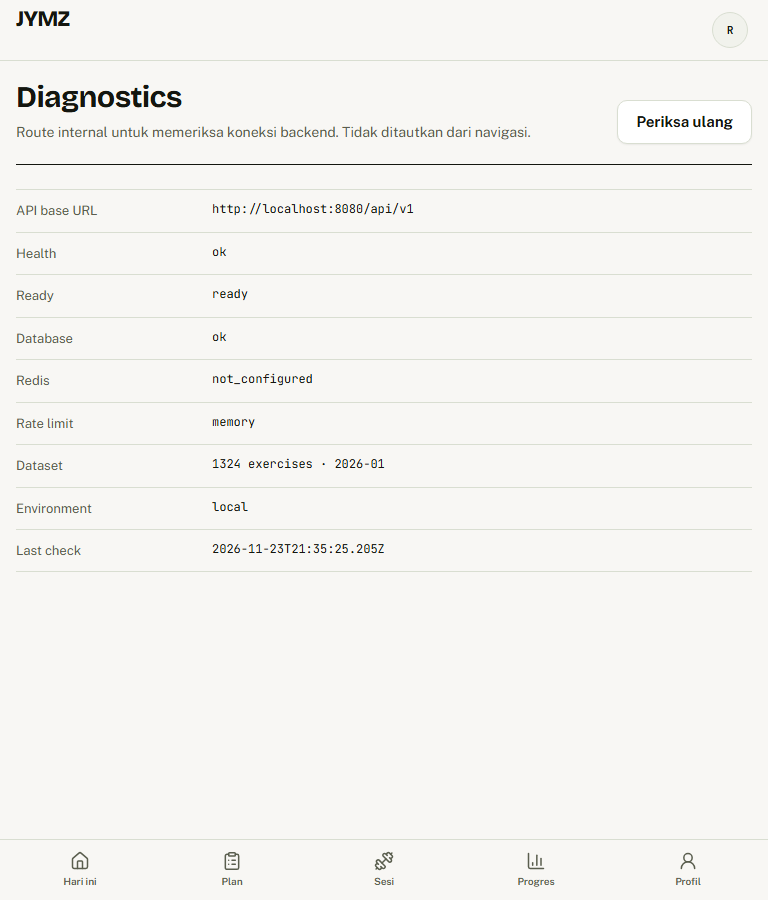 JYMZ
R
Diagnostics
Route internal untuk memeriksa koneksi backend. Tidak ditautkan dari navigasi.
Periksa ulang
API base URL http://localhost:8080/api/v1
Health ok
Ready ready
Database ok
Redis not_configured
Rate limit memory
Dataset 1324 exercises · 2026-01
Environment local
Last check 2026-11-23T21:35:25.205Z
Hari ini Plan Sesi Progres Profil